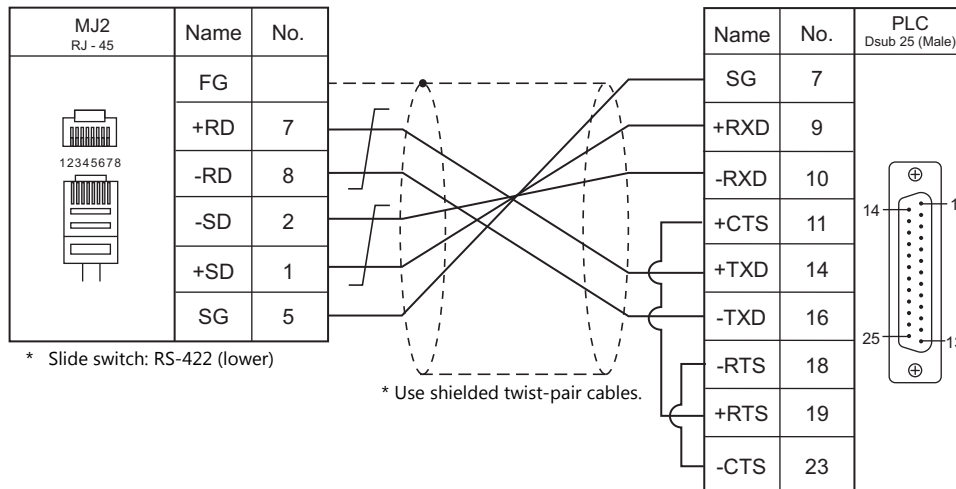 MJ2 Name No.
RJ - 45
FG
+RD 7
-RD 8
-SD 2
+SD 1
SG 5
12345678
* Slide switch: RS-422 (lower)
* Use shielded twist-pair cables.
Name No. PLC
Dsub 25 (Male)
SG 7
+RXD 9
-RXD 10
+CTS 11
+TXD 14
-TXD 16
-RTS 18
+RTS 19
-CTS 23
14 1
25 13